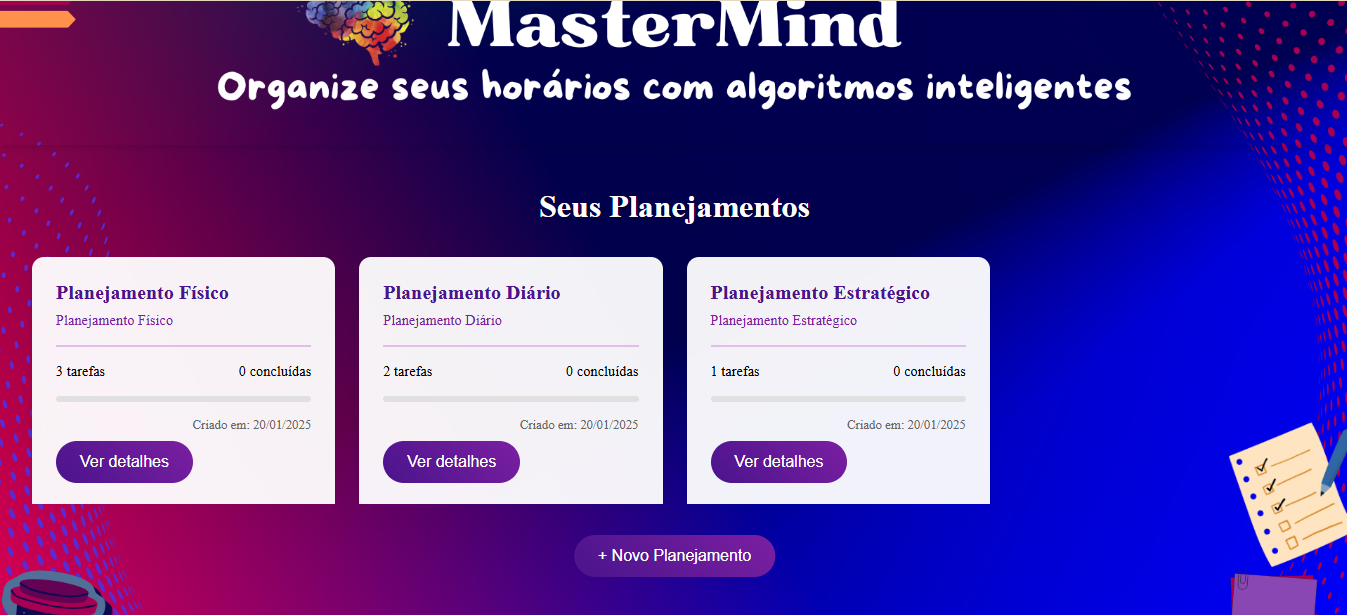 MasterMind
Organize seus horários com algoritmos inteligentes
Seus Planejamentos
Planejamento Físico
Planejamento Físico
3 tarefas 0 concluídas
Criado em: 20/01/2025
Ver detalhes
Planejamento Diário
Planejamento Diário
2 tarefas 0 concluídas
Criado em: 20/01/2025
Ver detalhes
Planejamento Estratégico
Planejamento Estratégico
1 tarefas 0 concluídas
Criado em: 20/01/2025
Ver detalhes
+ Novo Planejamento